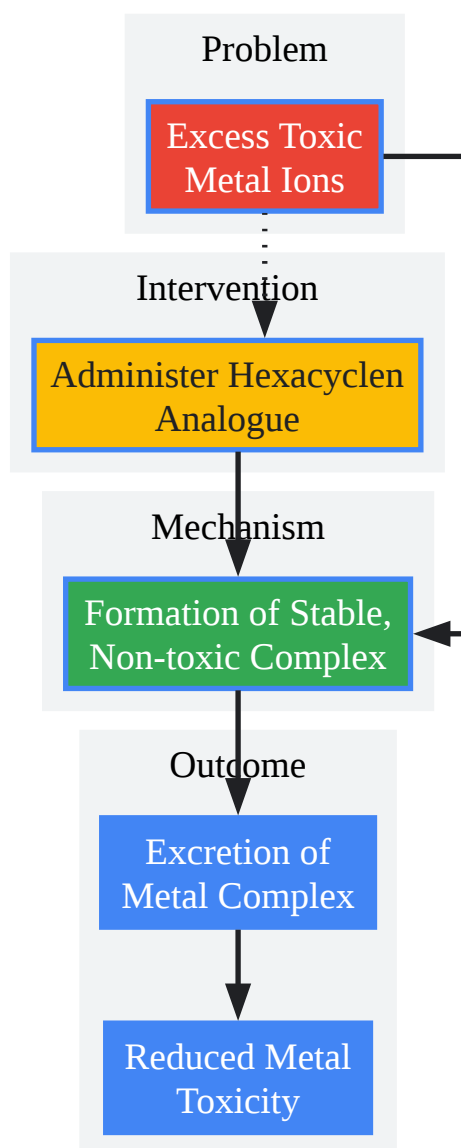 Problem
Excess Toxic
Metal Ions
Intervention
Administer Hexacyclen
Analogue
Mechanism
Formation of Stable,
Non-toxic Complex
Outcome
Excretion of
Metal Complex
Reduced Metal
Toxicity